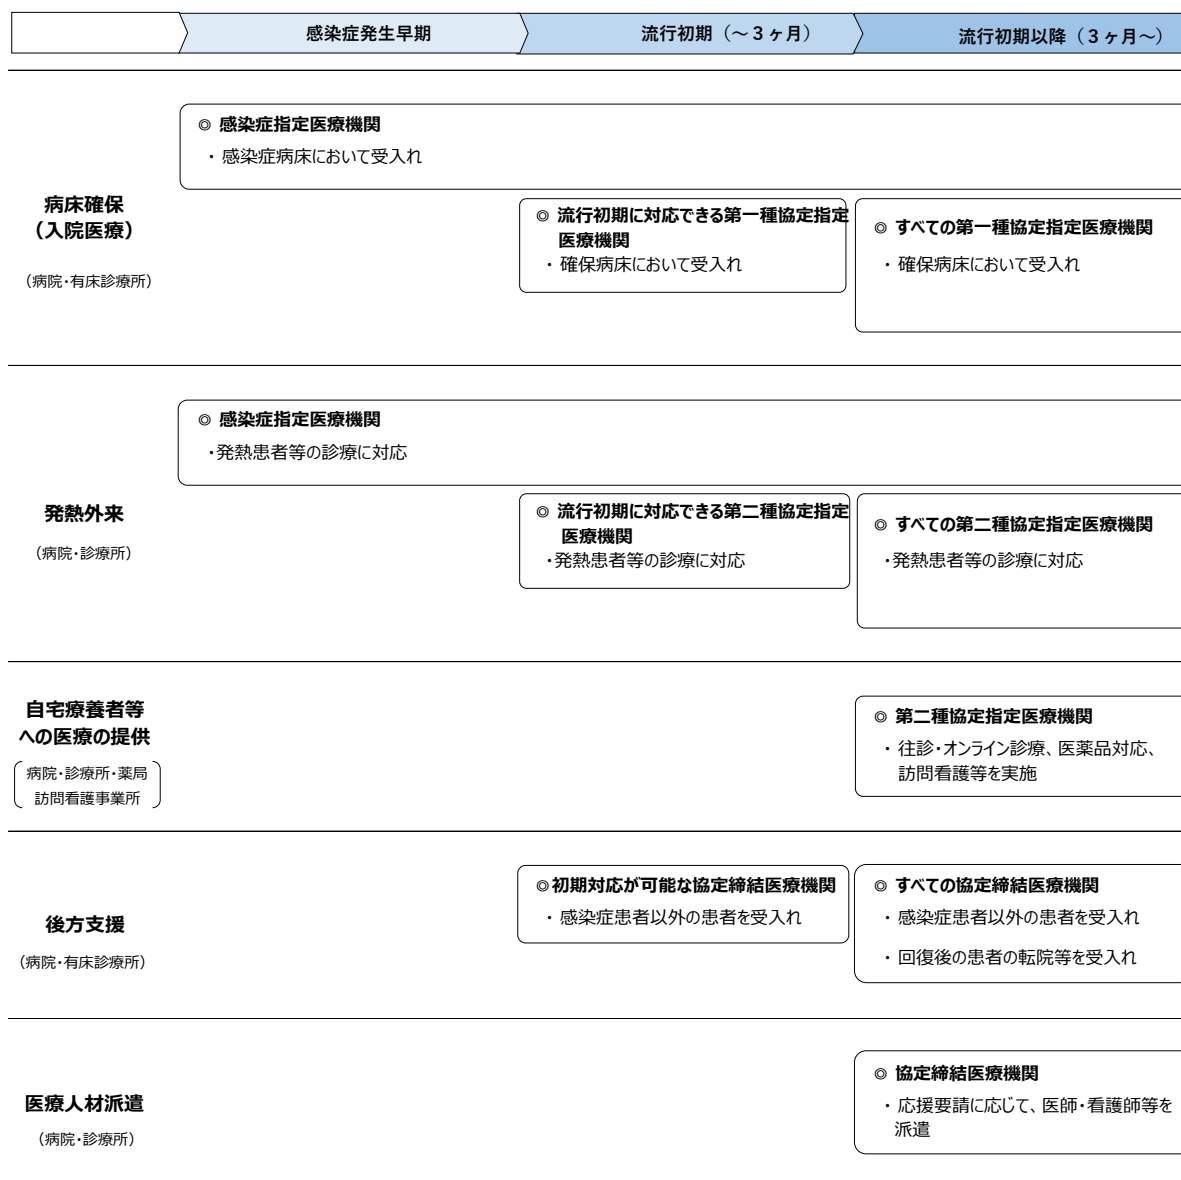 感染症発生早期
流行初期（～３ヶ月）
流行初期以降（３ヶ月～）
病床確保
（入院医療）
（病院・有床診療所）
◎ 感染症指定医療機関
・ 感染症病床において受入れ
◎ 流行初期に対応できる第一種協定指定
医療機関
・ 確保病床において受入れ
◎ すべての第一種協定指定医療機関
・ 確保病床において受入れ
発熱外来
（病院・診療所）
◎ 感染症指定医療機関
・発熱患者等の診療に対応
◎ 流行初期に対応できる第二種協定指定
医療機関
・発熱患者等の診療に対応
◎ すべての第二種協定指定医療機関
・発熱患者等の診療に対応
自宅療養者等
への医療の提供
病院・診療所・薬局
訪問看護事業所
◎ 第二種協定指定医療機関
・ 往診・オンライン診療、医薬品対応、
訪問看護等を実施
後方支援
（病院・有床診療所）
◎初期対応が可能な協定締結医療機関
・ 感染症患者以外の患者を受入れ
◎ すべての協定締結医療機関
・ 感染症患者以外の患者を受入れ
・ 回復後の患者の転院等を受入れ
医療人材派遣
（病院・診療所）
◎ 協定締結医療機関
・ 応援要請に応じて、医師・看護師等を
派遣